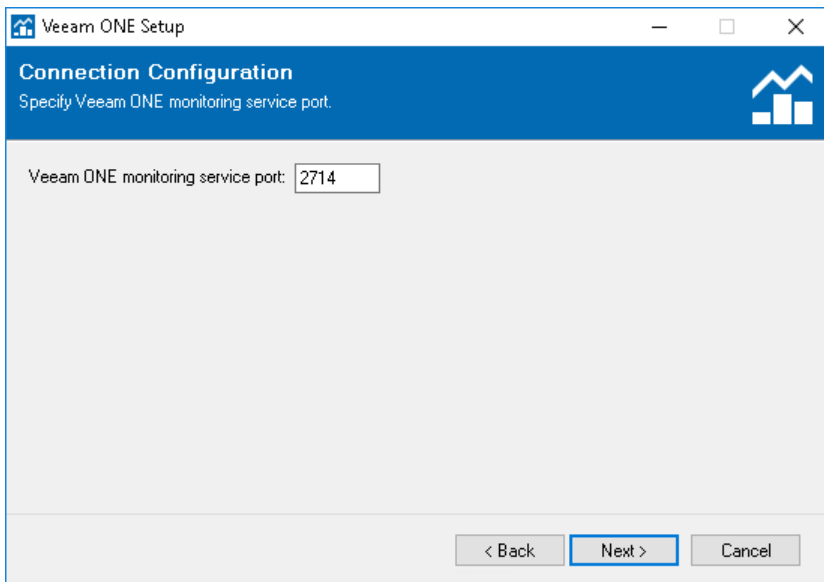 Veeam ONE Setup
Connection Configuration
Specify Veeam ONE monitoring service port.
Veeam ONE monitoring service port: 2714
< Back Next > Cancel